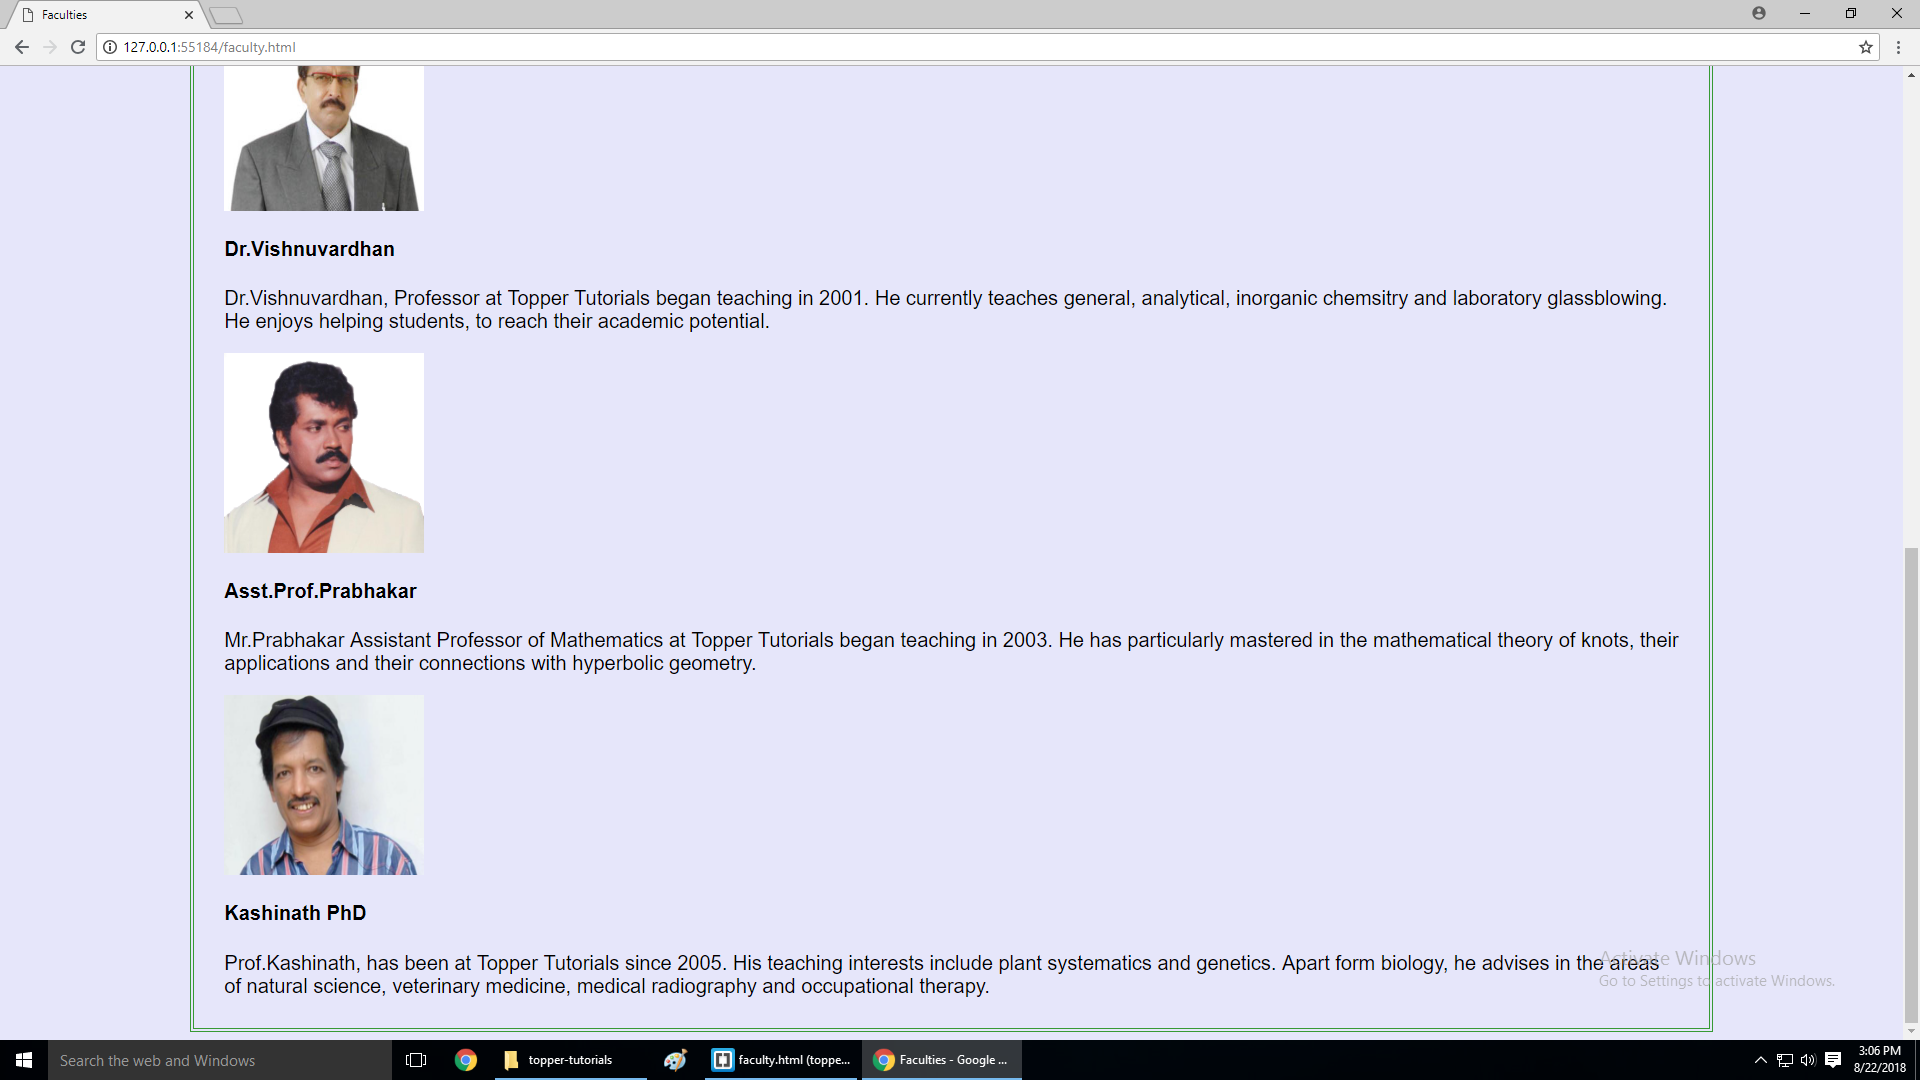 Faculties
127.0.0.1:55184/faculty.html
Dr.Vishnuvardhan
Dr.Vishnuvardhan, Professor at Topper Tutorials began teaching in 2001. He currently teaches general, analytical, inorganic chemsitry and laboratory glassblowing.
He enjoys helping students, to reach their academic potential.
Asst.Prof.Prabhakar
Mr.Prabhakar Assistant Professor of Mathematics at Topper Tutorials began teaching in 2003. He has particularly mastered in the mathematical theory of knots, their
applications and their connections with hyperbolic geometry.
Kashinath PhD
Prof.Kashinath, has been at Topper Tutorials since 2005. His teaching interests include plant systematics and genetics. Apart form biology, he advises in the areas
of natural science, veterinary medicine, medical radiography and occupational therapy.
Activate Windows
Go to Settings to activate Windows.
Search the web and Windows
topper-tutorials
faculty.html (toppe...
Faculties - Google ...
3:06 PM
8/22/2018